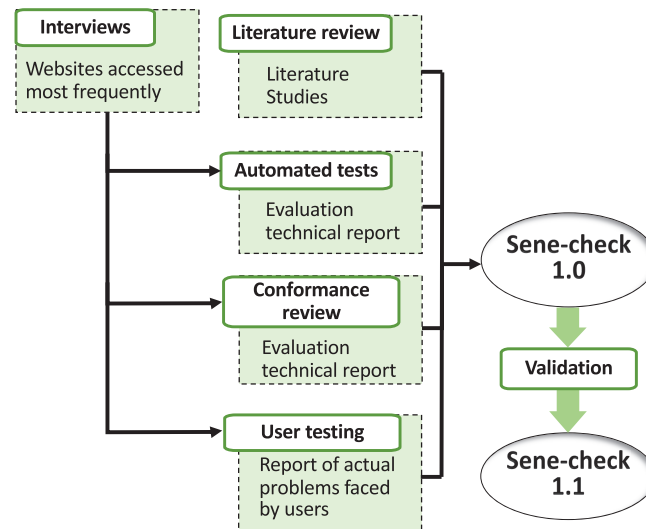 Interviews
Websites accessed
most frequently
Literature review
Literature
Studies
Automated tests
Evaluation
technical report
Conformance
review
Evaluation
technical report
User testing
Report of actual
problems faced
by users
Sene-check
1.0
Validation
Sene-check
1.1